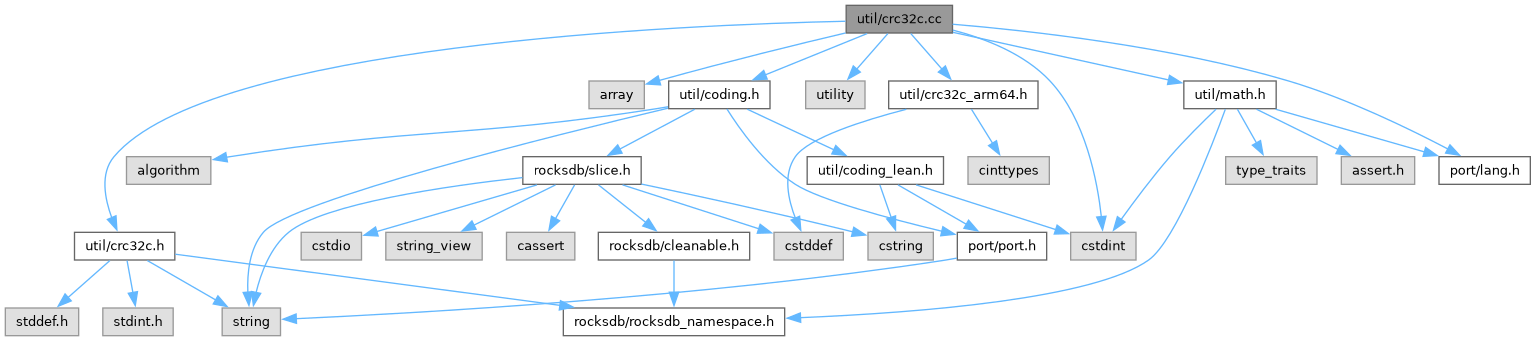 util/crc32c.cc
array
util/coding.h
utility
util/crc32c_arm64.h
util/math.h
algorithm
rocksdb/slice.h
util/coding_lean.h
cinttypes
type_traits
assert.h
port/lang.h
util/crc32c.h
cstdio
string_view
cassert
rocksdb/cleanable.h
cstddef
cstring
port/port.h
cstdint
stddef.h
stdint.h
string
rocksdb/rocksdb_namespace.h